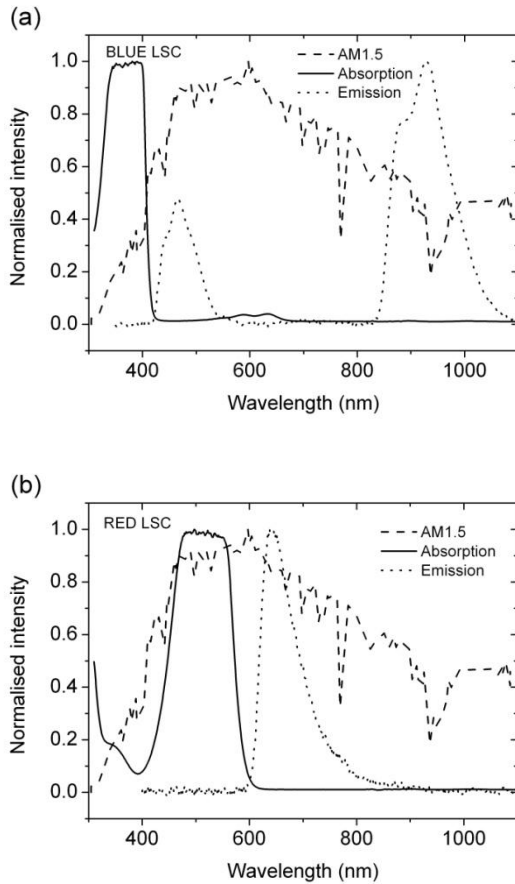 (a)
BLUE LSC
AM1.5
Absorption
Emission
1.0
0.8
0.6
0.4
0.2
0.0
Normalised intensity
400 600 800 1000
Wavelength (nm)
(b)
RED LSC
AM1.5
Absorption
Emission
1.0
0.8
0.6
0.4
0.2
0.0
Normalised intensity
400 600 800 1000
Wavelength (nm)